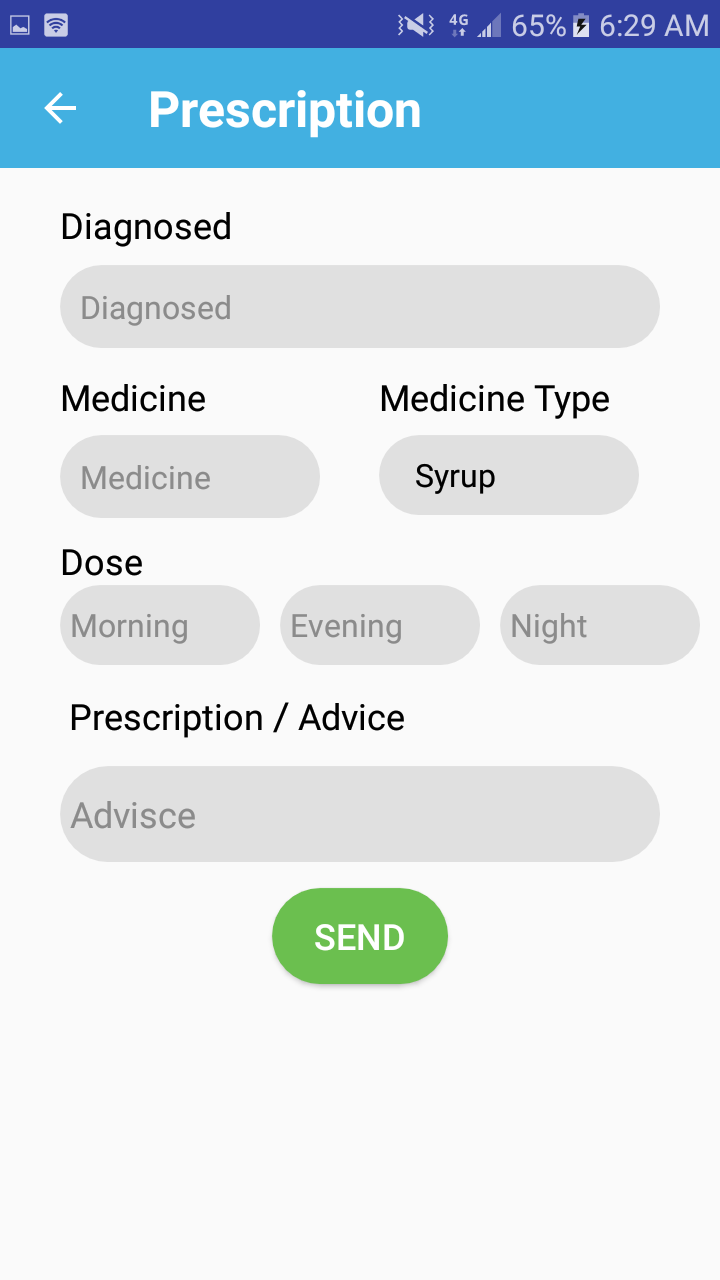 4G 65% 6:29 AM
Prescription
Diagnosed
Diagnosed
Medicine Medicine Type
Medicine Syrup
Dose
Morning Evening Night
Prescription / Advice
Advisce
SEND